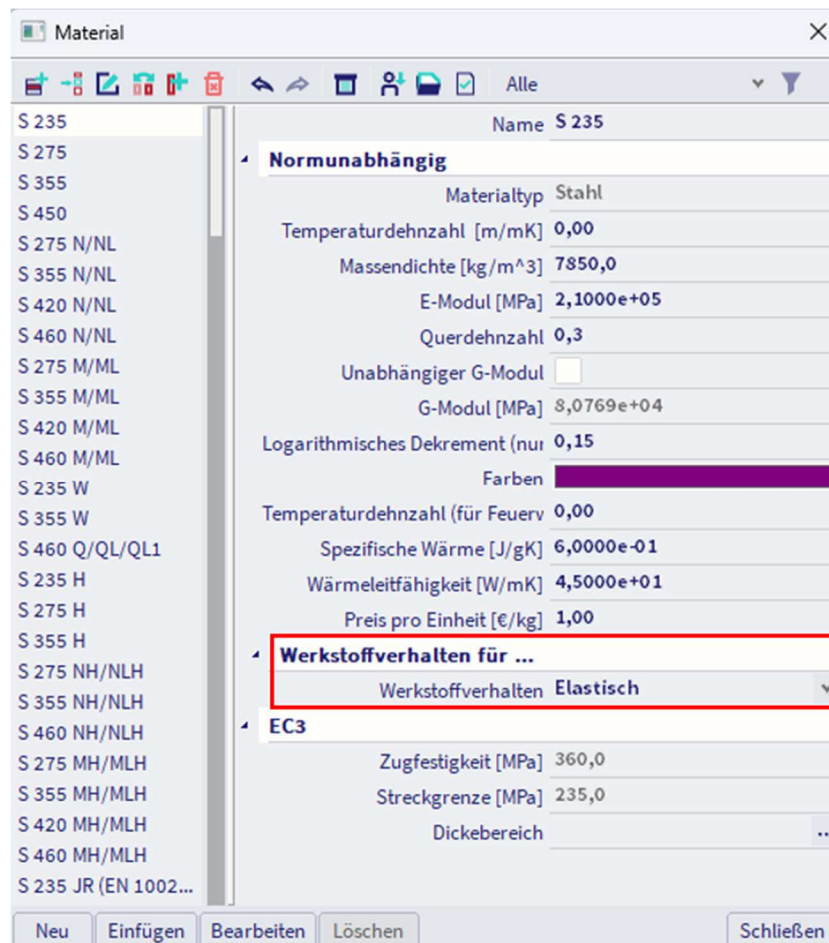 Material
Alle
S 235
S 275
S 355
S 450
S 275 N/NL
S 355 N/NL
S 420 N/NL
S 460 N/NL
S 275 M/ML
S 355 M/ML
S 420 M/ML
S 460 M/ML
S 235 W
S 355 W
S 460 Q/QL/QL1
S 235 H
S 275 H
S 355 H
S 275 NH/NLH
S 355 NH/NLH
S 460 NH/NLH
S 275 MH/MLH
S 355 MH/MLH
S 420 MH/MLH
S 460 MH/MLH
S 235 JR (EN 1002...
Name S 235
Normunabhängig
Materialtyp Stahl
Temperaturdehnzahl [m/mK] 0,00
Massendichte [kg/m^3] 7850,0
E-Modul [MPa] 2,1000e+05
Querdehnzahl 0,3
Unabhängiger G-Modul
G-Modul [MPa] 8,0769e+04
Logarithmisches Dekrement (nur 0,15
Farben
Temperaturdehnzahl (für Feuerv 0,00
Spezifische Wärme [J/gK] 6,0000e-01
Wärmeleitfähigkeit [W/mK] 4,5000e+01
Preis pro Einheit [€/kg] 1,00
Werkstoffverhalten für ...
Werkstoffverhalten Elastisch
EC3
Zugfestigkeit [MPa] 360,0
Streckgrenze [MPa] 235,0
Dickebereich ...
Neu Einfügen Bearbeiten Löschen Schließen